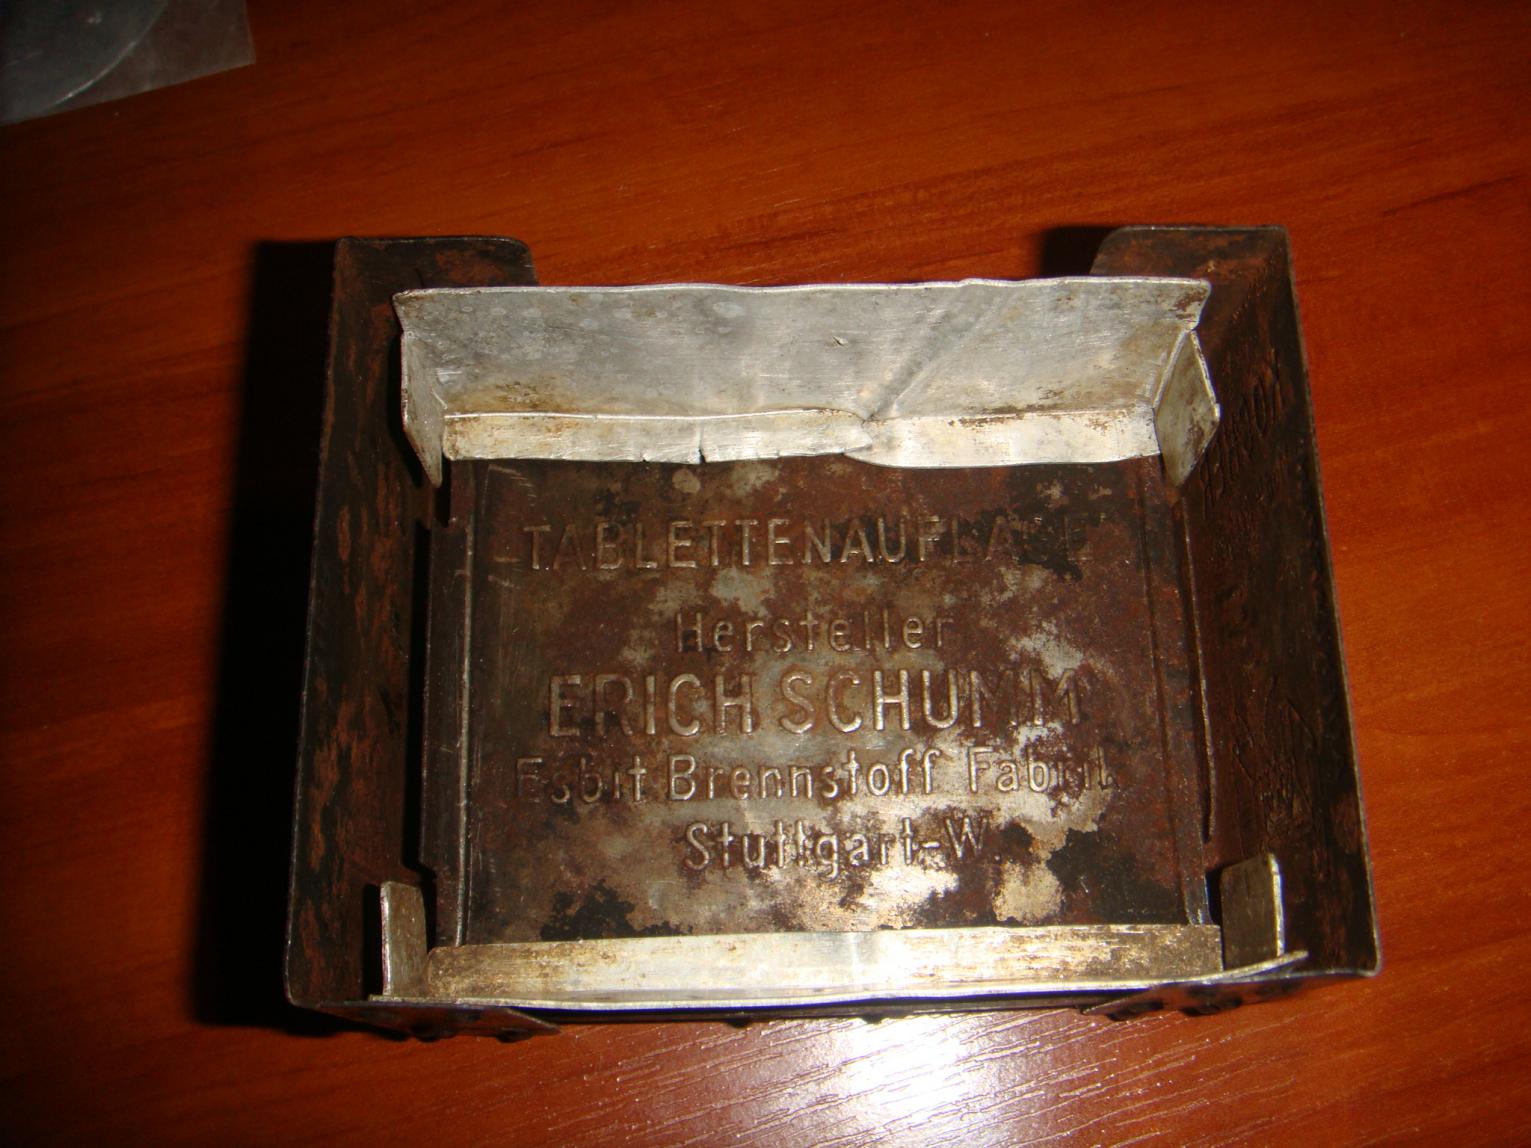 TABLETTENAUFLAGE
Hersteller
ERICH SCHUMM
Esbit Brennstoff Fabrik
Stuttgart-W.